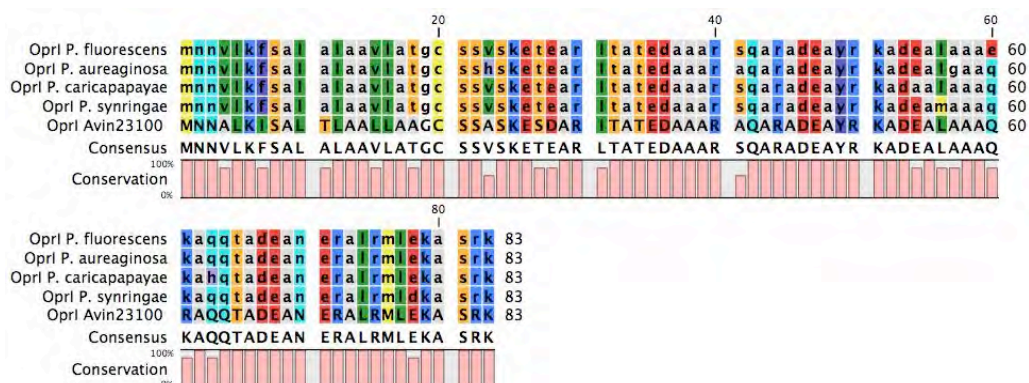 20 40 60
OprI P. fluorescens mnnvlkfsal alaavlatgc ssvsketear ltatedaaar sqaradeayr kadealaaae 60
OprI P. aureaginosa mnnvlkfsal alaavlatgc sshsketear ltatedaaar aqaradeayr kadealgaaq 60
OprI P. caricapapayae mnnvlkfsal alaavlatgc ssvsketear ltatedaaar sqaradeayr kadaalaaaq 60
OprI P. synringae mnnvlkfsal alaavlatgc ssvsketear ltatedaaar sqaradeayr kadeamaaaq 60
OprI Avin23100 MNNALKISAL TLAALLAAGC SSASKESDAR LTATEDAAAR AQARADEAYR KADEALAAAQ 60
Consensus MNNVLKFSAL ALAAVLATGC SSVSKETEAR LTATEDAAAR SQARADEAYR KADEALAAAQ
100%
Conservation
0%
80
OprI P. fluorescens kaqqtadean eralrmleka srk 83
OprI P. aureaginosa kaqqtadean eralrmleka srk 83
OprI P. caricapapayae kahqtadean eralrmleka srk 83
OprI P. synringae kaqqtadean eralrmldka srk 83
OprI Avin23100 RAQQTADEAN ERALRMLEKA SRK 83
Consensus KAQQTADEAN ERALRMLEKA SRK
100%
Conservation
0%